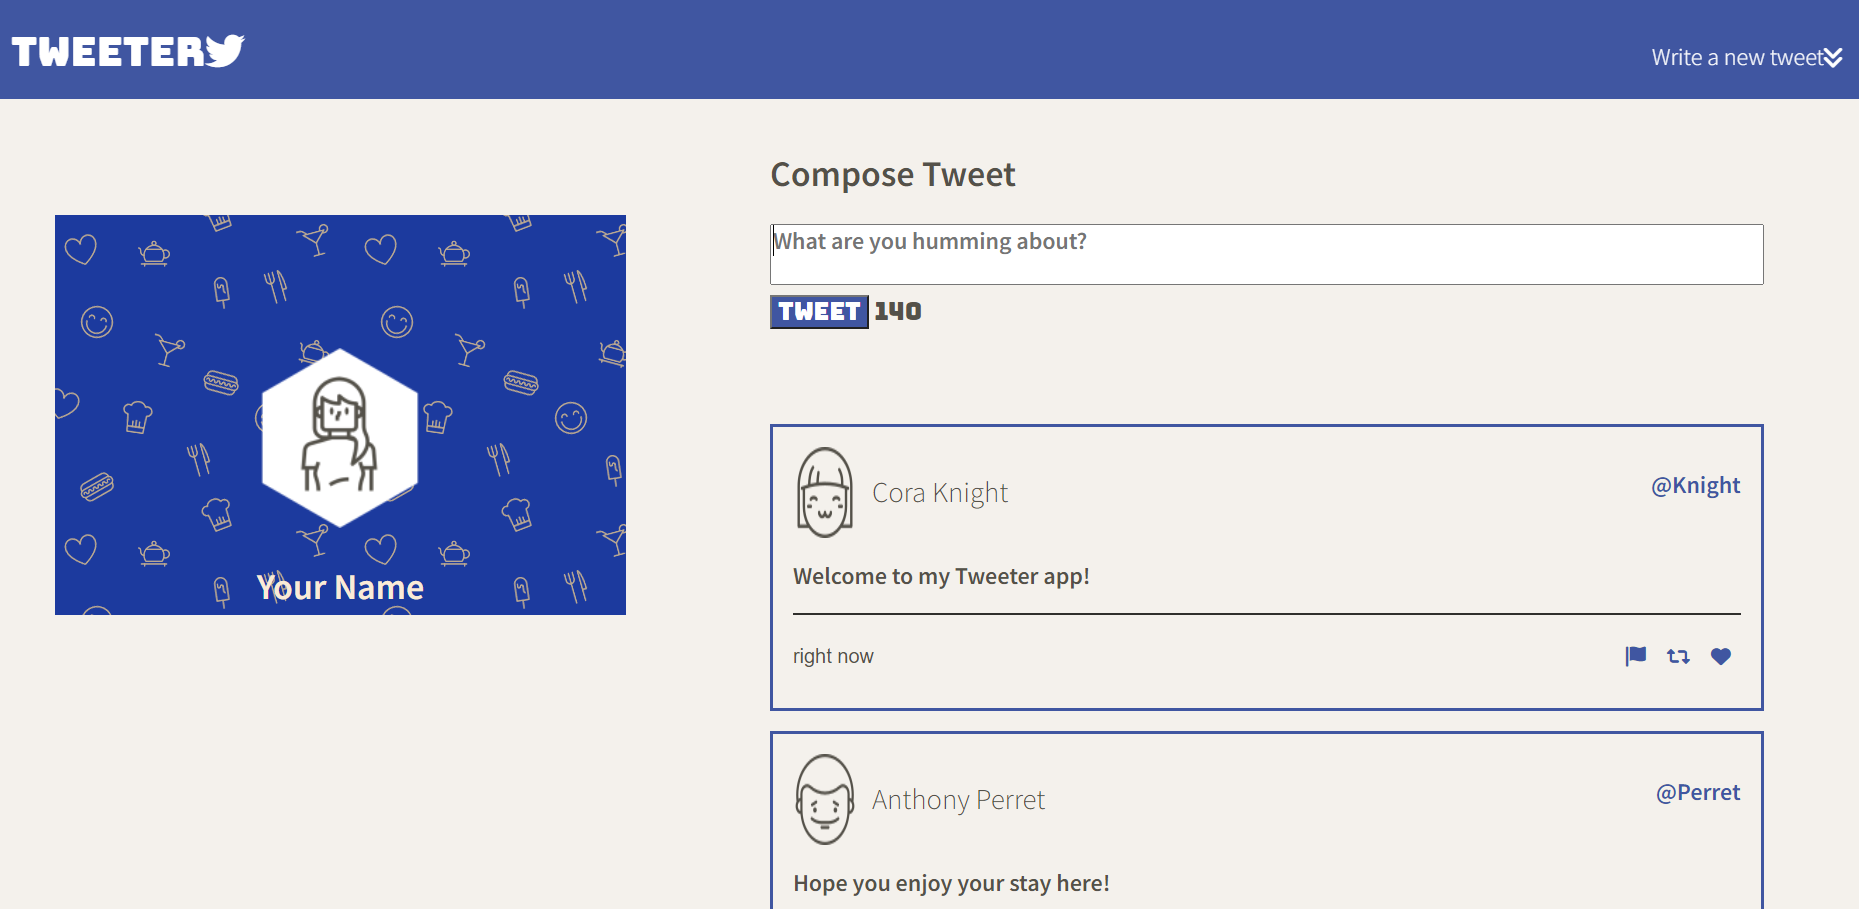 TWEETER
Write a new tweet
Your Name
Compose Tweet
What are you humming about?
TWEET 140
Cora Knight
@Knight
Welcome to my Tweeter app!
right now
Anthony Perret
@Perret
Hope you enjoy your stay here!